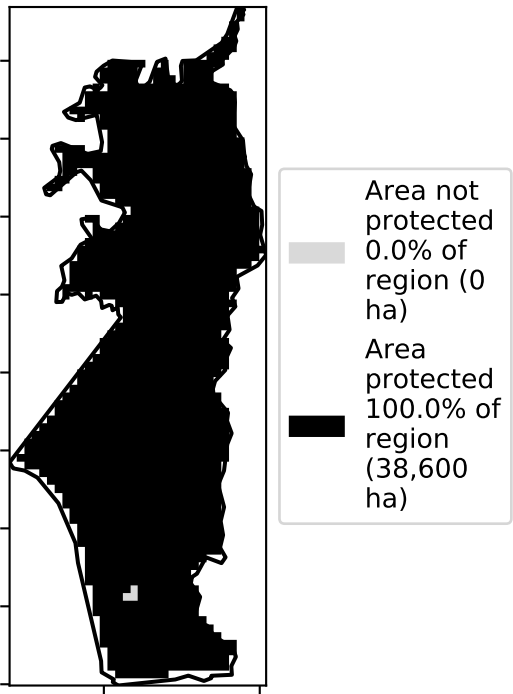 Area not
protected
0.0% of
region (0
ha)
Area
protected
100.0% of
region
(38,600
ha)